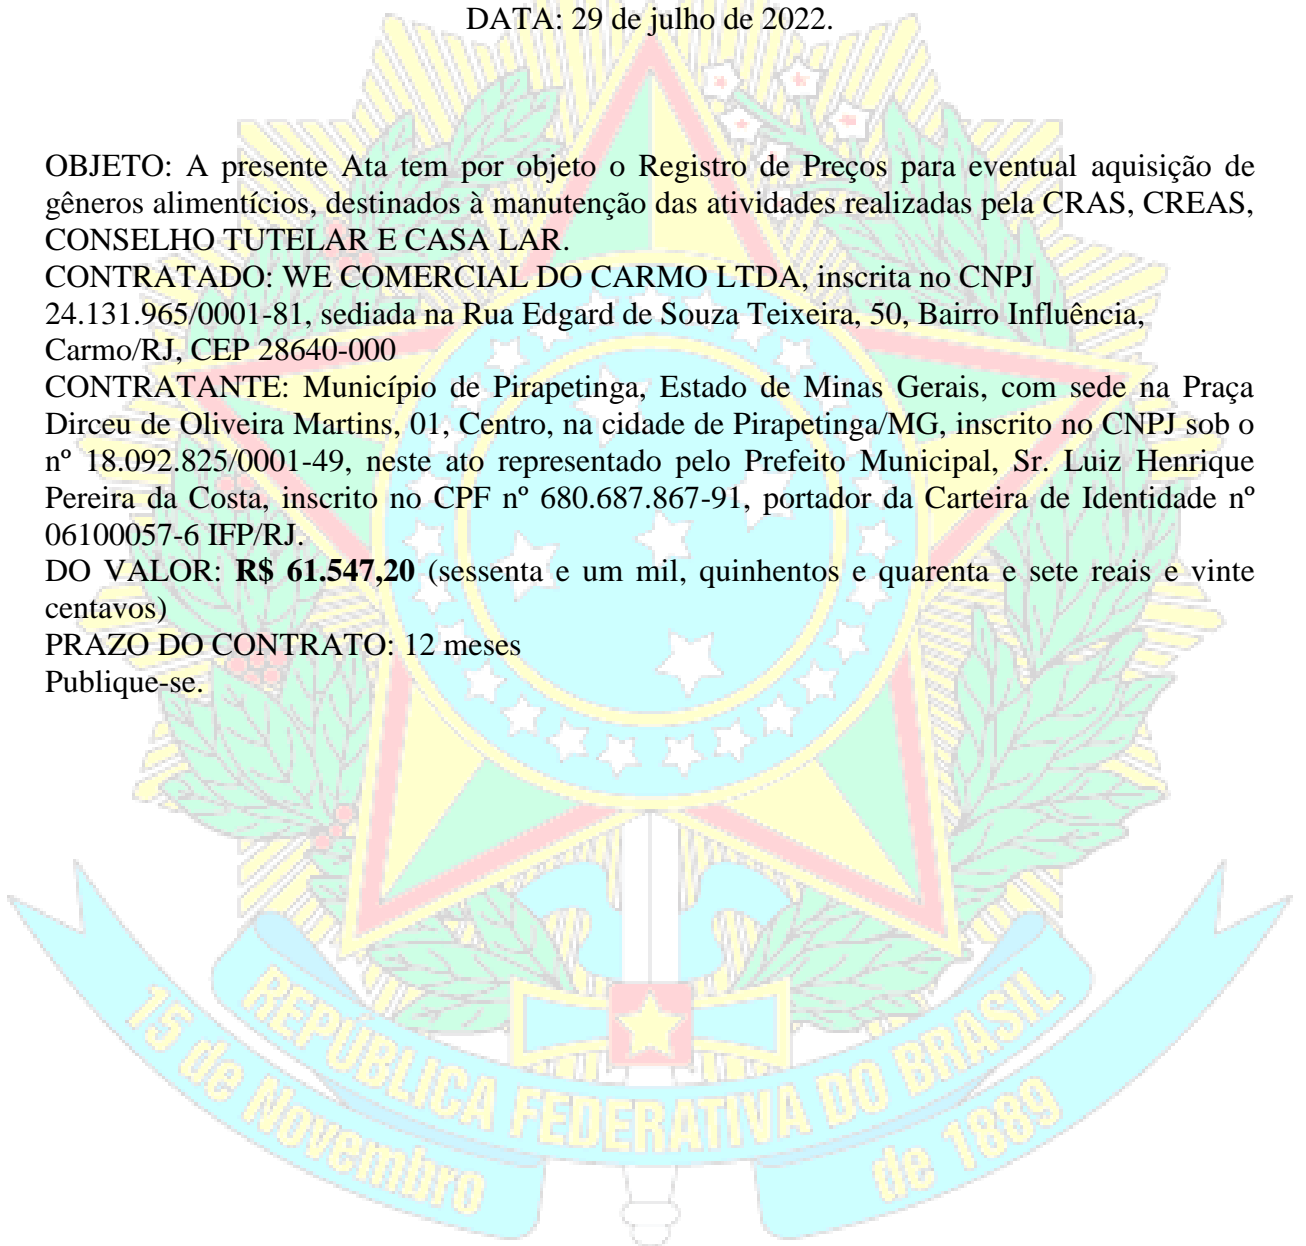 DATA: 29 de julho de 2022.
OBJETO: A presente Ata tem por objeto o Registro de Preços para eventual aquisição de
gêneros alimentícios, destinados à manutenção das atividades realizadas pela CRAS, CREAS,
CONSELHO TUTELAR E CASA LAR.
CONTRATADO: WE COMERCIAL DO CARMO LTDA, inscrita no CNPJ
24.131.965/0001-81, sediada na Rua Edgard de Souza Teixeira, 50, Bairro Influência,
Carmo/RJ, CEP 28640-000
CONTRATANTE: Município de Pirapetinga, Estado de Minas Gerais, com sede na Praça
Dirceu de Oliveira Martins, 01, Centro, na cidade de Pirapetinga/MG, inscrito no CNPJ sob o
nº 18.092.825/0001-49, neste ato representado pelo Prefeito Municipal, Sr. Luiz Henrique
Pereira da Costa, inscrito no CPF nº 680.687.867-91, portador da Carteira de Identidade nº
06100057-6 IFP/RJ.
DO VALOR: R$ 61.547,20 (sessenta e um mil, quinhentos e quarenta e sete reais e vinte
centavos)
PRAZO DO CONTRATO: 12 meses
Publique-se.
REPÚBLICA FEDERATIVA DO BRASIL
15 de Novembro de 1889